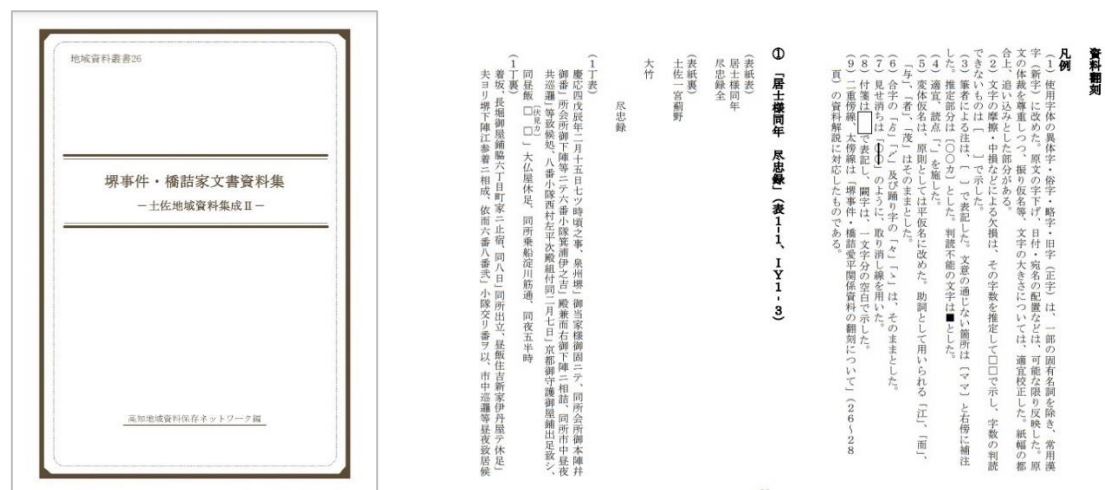 地域資料叢書26
堺事件・橋詰家文書資料集
－土佐地域資料集成Ⅱ－
高知地域資料保存ネットワーク編
資料翻刻
凡例
（1）使用字体の異体字・俗字・略字・旧字（正字）は、一部の固有名詞を除き、常用漢
字（新字）に改めた。原文の字下げ、日付・宛名の配置などは、可能な限り反映した。原
文の体裁を尊重しつつ、振り仮名等、文字の大きさについては、適宜校正した。紙幅の都
合上、追い込みとした部分がある。
（2）文字の摩擦・中損などによる欠損は、その字数を推定して□□で示し、字数の判読
できないものは［　　］で示した。
（3）筆者による注は、〔　〕で表記した。文意の通じない箇所は〔ママ〕と右傍に補注
した。推定部分は〔〇〇カ〕とした。判読不能の文字は■とした。
（4）適宜、読点「、」を施した。
（5）変体仮名は、原則としては平仮名に改めた。助詞として用いられる「江」、「而」、
「与」、「者」、「茂」はそのままとした。
（6）合字の「ゟ」「〆」及び踊り字の「々」「ゝ」は、そのままとした。
（7）見せ消ちは「〇〇」のように、取り消し線を用いた。
（8）付箋は□で表記し、闕字は、一文字分の空白で示した。
（9）二重傍線、太傍線は「堺事件・橋詰愛平関係資料の翻刻について」（26～28
頁）の資料解説に対応したものである。
① 「居士様同年　尽忠録」（表1-1、IY1-3）
（表紙表）
居士様同年
尽忠録全
（表紙裏）
土佐一宮薊野
大竹
尽忠録
（1丁表）
慶応四戊辰年二月十五日七ツ時頃之事、泉州堺」御当家様御固ニテ、同所会所御本陣幷
御番」所会所御下陣等ニテ六番小隊箕浦伊之吉」殿兼而右御下陣ニ相詰、同所市中昼夜
共巡邏」等致候処、八番小隊西村左平次殿組付同二月七日」京都御守護御屋鋪出足致シ、
〔伏見カ〕
同昼飯 □ □ 」大仏屋休足、同所乗船淀川筋通、同夜五半時
（1丁裏）
着坂、長堀御屋鋪脇六丁目町家ニ止宿、同八日」同所出立、昼飯住吉新家伊丹屋テ休足」
夫ヨリ堺下陣江参着ニ相成、依而六番八番弐」小隊交リ番ヲ以、市中巡邏等昼夜致居候